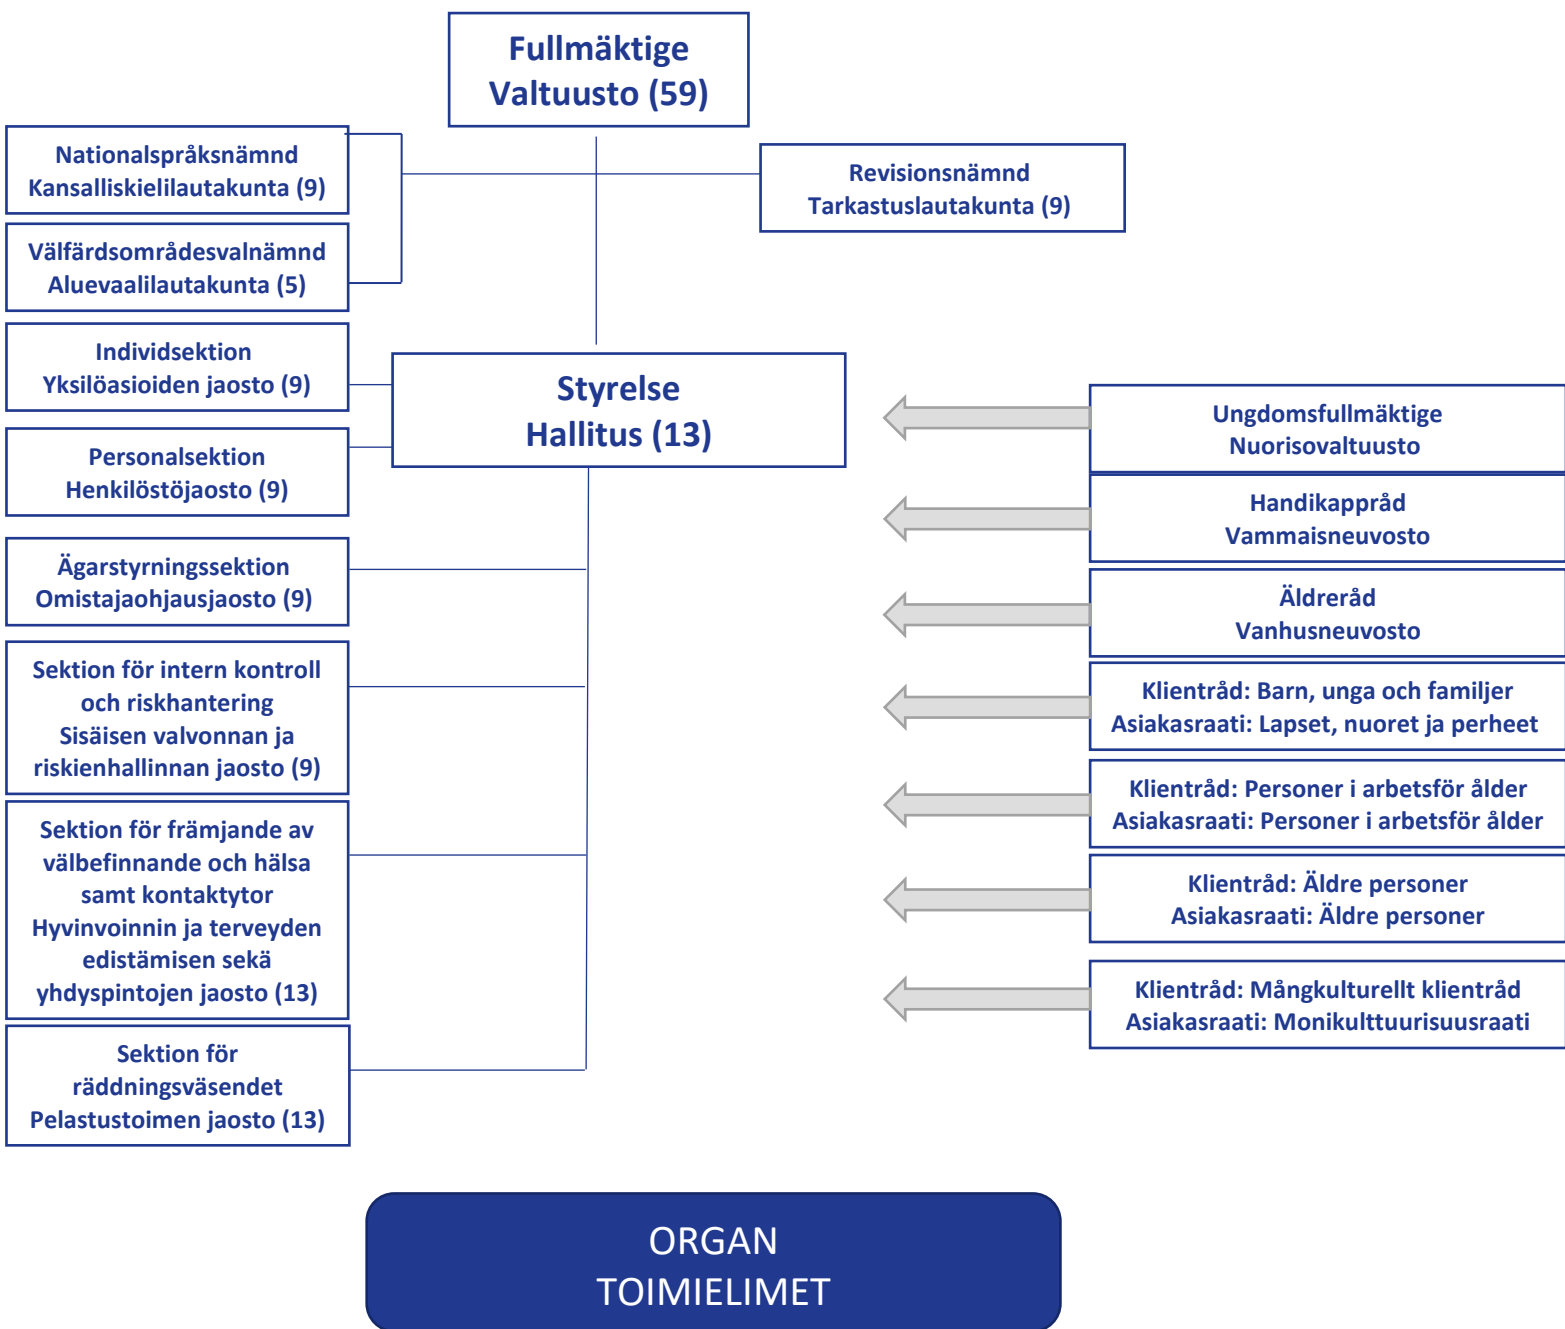 Fullmäktige
Valtuusto (59)
Nationalspråksnämnd
Kansalliskielilautakunta (9)
Revisionsnämnd
Tarkastuslautakunta (9)
Välfärdsområdesvalnämnd
Aluevaalilautakunta (5)
Individsektion
Yksilöasioiden jaosto (9)
Styrelse
Hallitus (13)
Personalsektion
Henkilöstöjaosto (9)
Ägarstyrningssektion
Omistajaohjausjaosto (9)
Sektion för intern kontroll
och riskhantering
Sisäisen valvonnan ja
riskienhallinnan jaosto (9)
Sektion för främjande av
välbefinnande och hälsa
samt kontaktytor
Hyvinvoinnin ja terveyden
edistämisen sekä
yhdyspintojen jaosto (13)
Sektion för
räddningsväsendet
Pelastustoimen jaosto (13)
Ungdomsfullmäktige
Nuorisovaltuusto
Handikappråd
Vammaisneuvosto
Äldreråd
Vanhusneuvosto
Klientråd: Barn, unga och familjer
Asiakasraati: Lapset, nuoret ja perheet
Klientråd: Personer i arbetsför ålder
Asiakasraati: Personer i arbetsför ålder
Klientråd: Äldre personer
Asiakasraati: Äldre personer
Klientråd: Mångkulturellt klientråd
Asiakasraati: Monikulttuurisuusraati
ORGAN
TOIMIELIMET